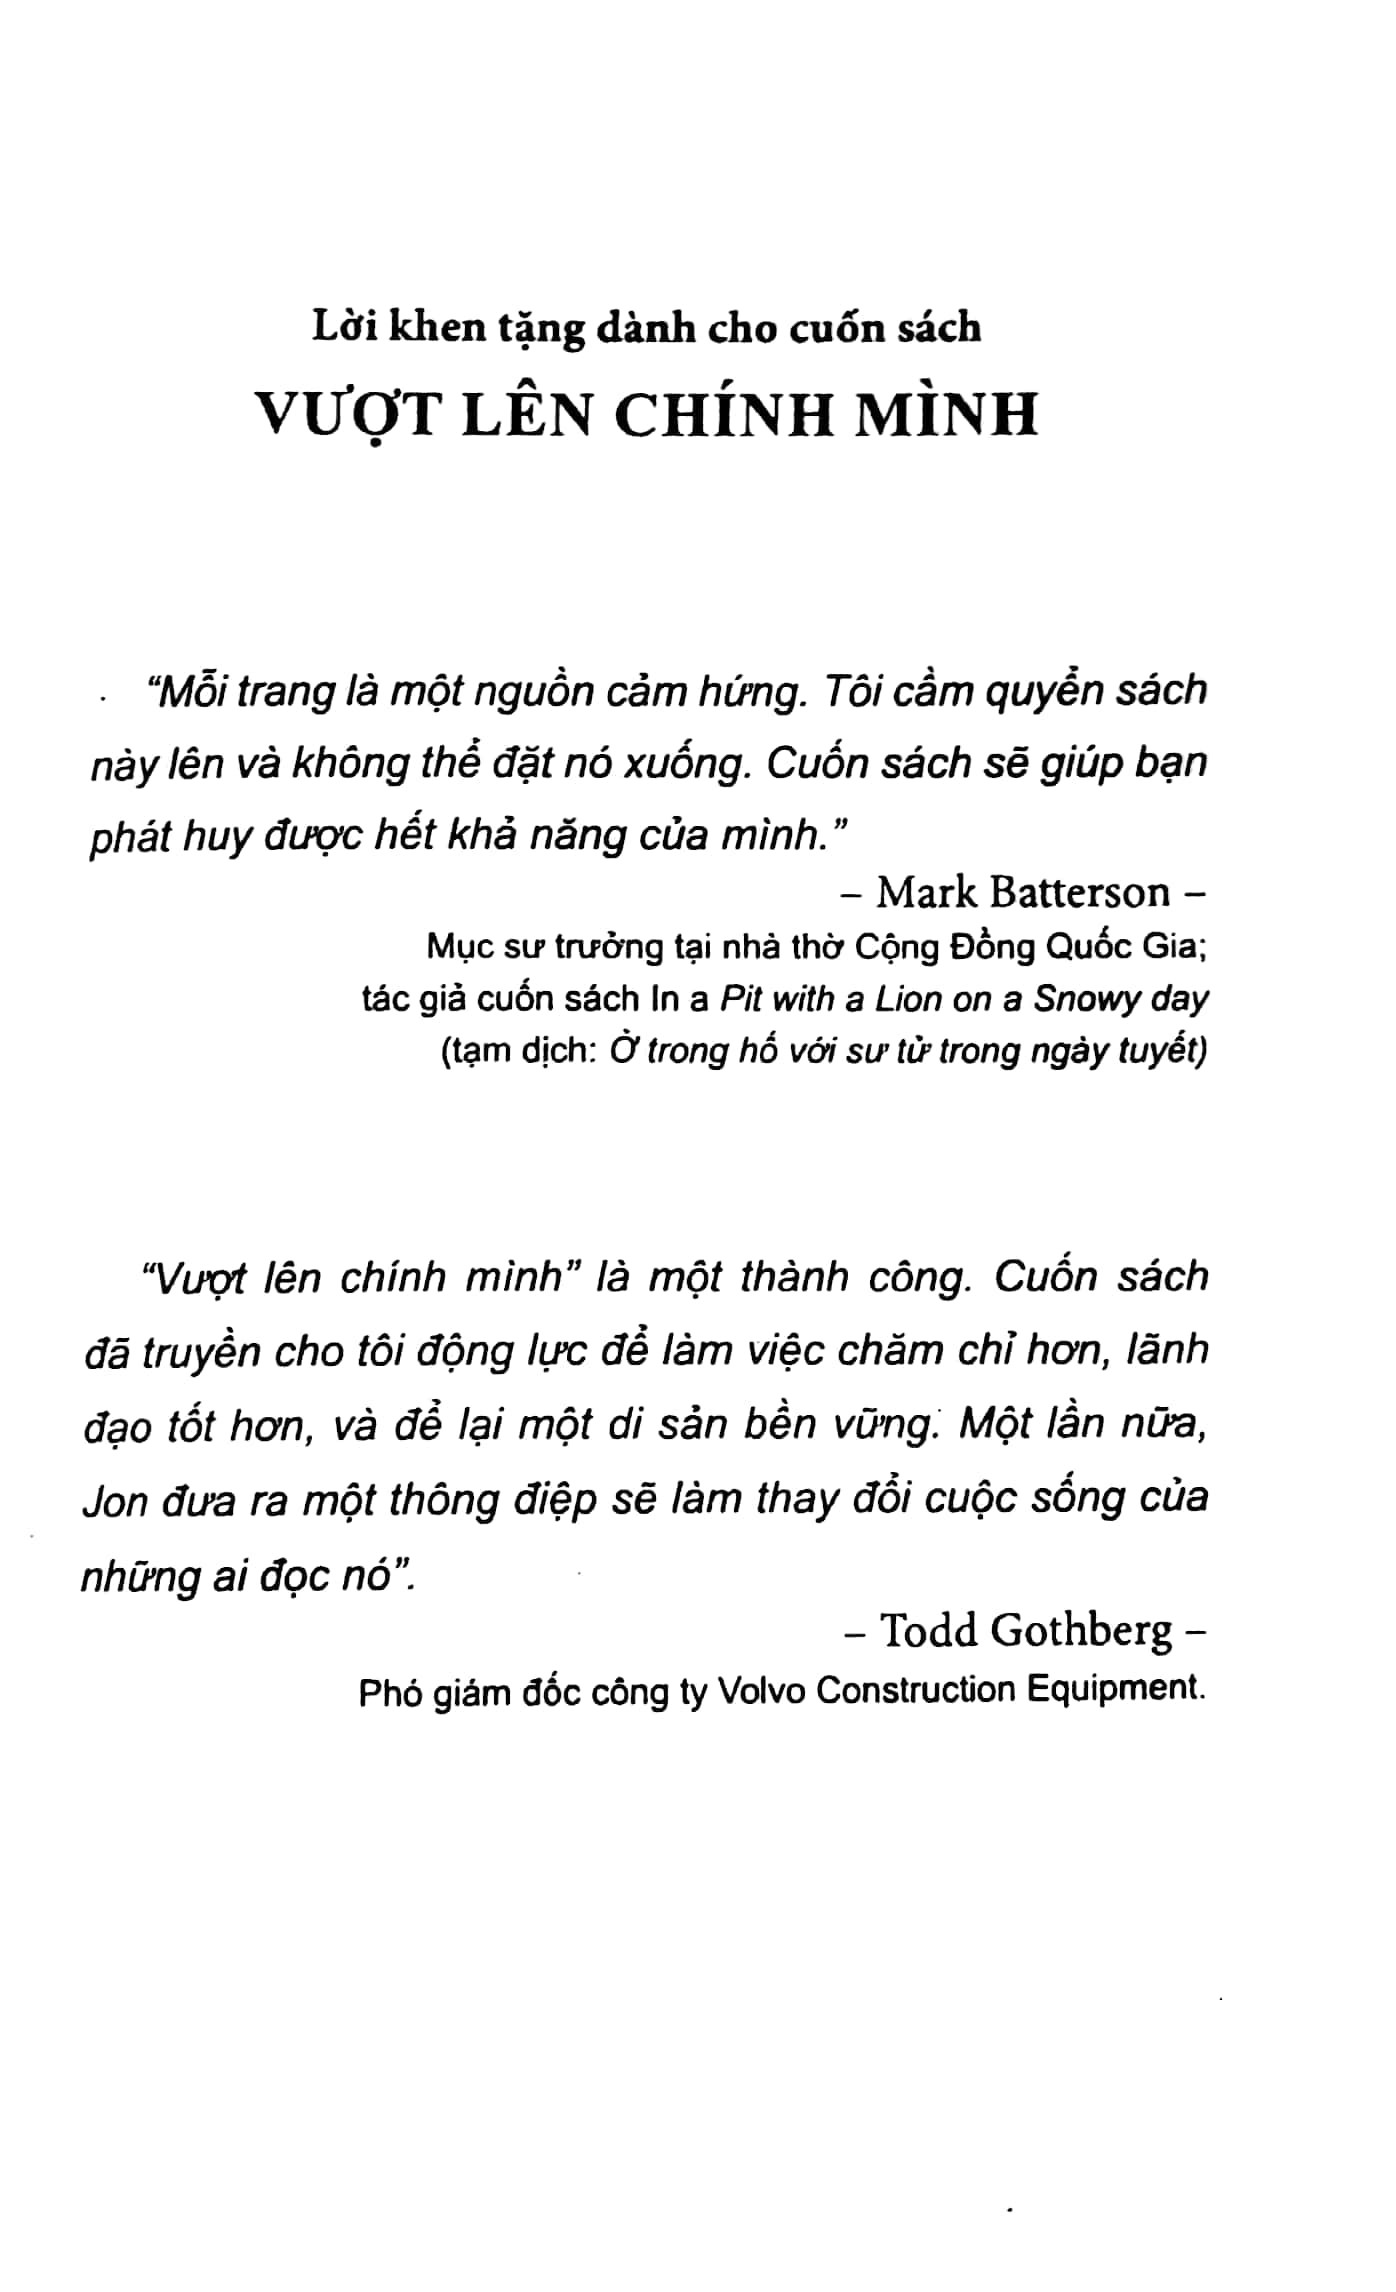 Lời khen tặng dành cho cuốn sách
VƯỢT LÊN CHÍNH MÌNH
“Mỗi trang là một nguồn cảm hứng. Tôi cầm quyển sách
này lên và không thể đặt nó xuống. Cuốn sách sẽ giúp bạn
phát huy được hết khả năng của mình.”
– Mark Batterson –
Mục sư trưởng tại nhà thờ Cộng Đồng Quốc Gia;
tác giả cuốn sách In a Pit with a Lion on a Snowy day
(tạm dịch: Ở trong hố với sư tử trong ngày tuyết)
“Vượt lên chính mình” là một thành công. Cuốn sách
đã truyền cho tôi động lực để làm việc chăm chỉ hơn, lãnh
đạo tốt hơn, và để lại một di sản bền vững. Một lần nữa,
Jon đưa ra một thông điệp sẽ làm thay đổi cuộc sống của
những ai đọc nó”.
– Todd Gothberg –
Phó giám đốc công ty Volvo Construction Equipment.